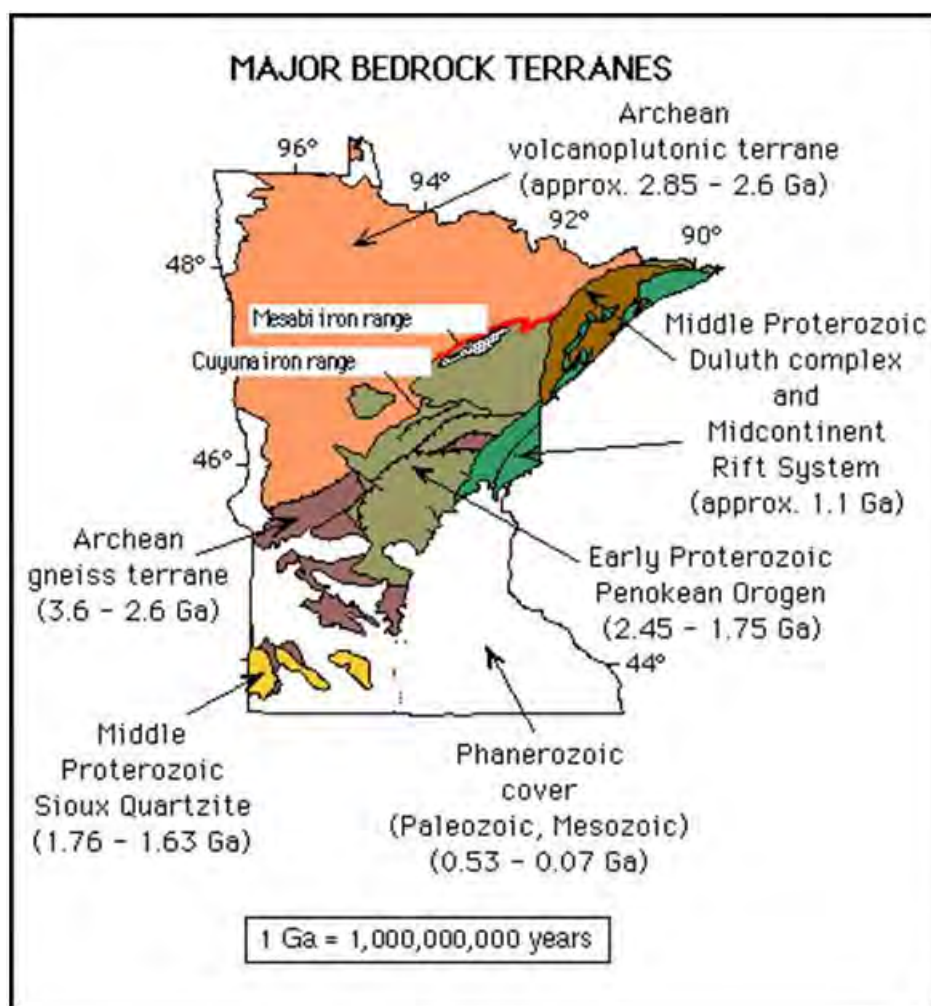 MAJOR BEDROCK TERRANES
Archean
volcanoplutonic terrane
(approx. 2.85 - 2.6 Ga)
96°
94°
92°
90°
48°
Mesabi iron range
Cuyuna iron range
Middle Proterozoic
Duluth complex
and
Midcontinent
Rift System
(approx. 1.1 Ga)
46°
Archean
gneiss terrane
(3.6 - 2.6 Ga)
Early Proterozoic
Penokean Orogen
(2.45 - 1.75 Ga)
44°
Middle
Proterozoic
Sioux Quartzite
(1.76 - 1.63 Ga)
Phanerozoic
cover
(Paleozoic, Mesozoic)
(0.53 - 0.07 Ga)
1 Ga = 1,000,000,000 years